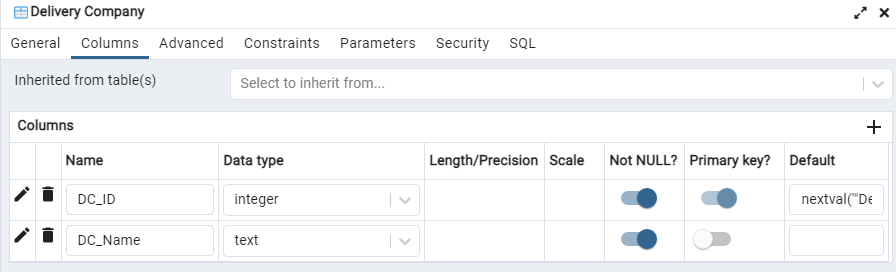 Delivery Company
General Columns Advanced Constraints Parameters Security SQL
Inherited from table(s) Select to inherit from...
Columns
Name Data type Length/Precision Scale Not NULL? Primary key? Default
DC_ID integer nextval('"De
DC_Name text